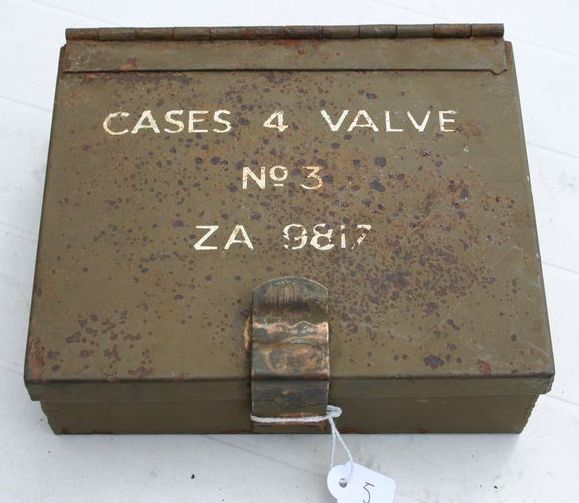 CASES 4 VALVE
Nº 3
ZA 9817
5